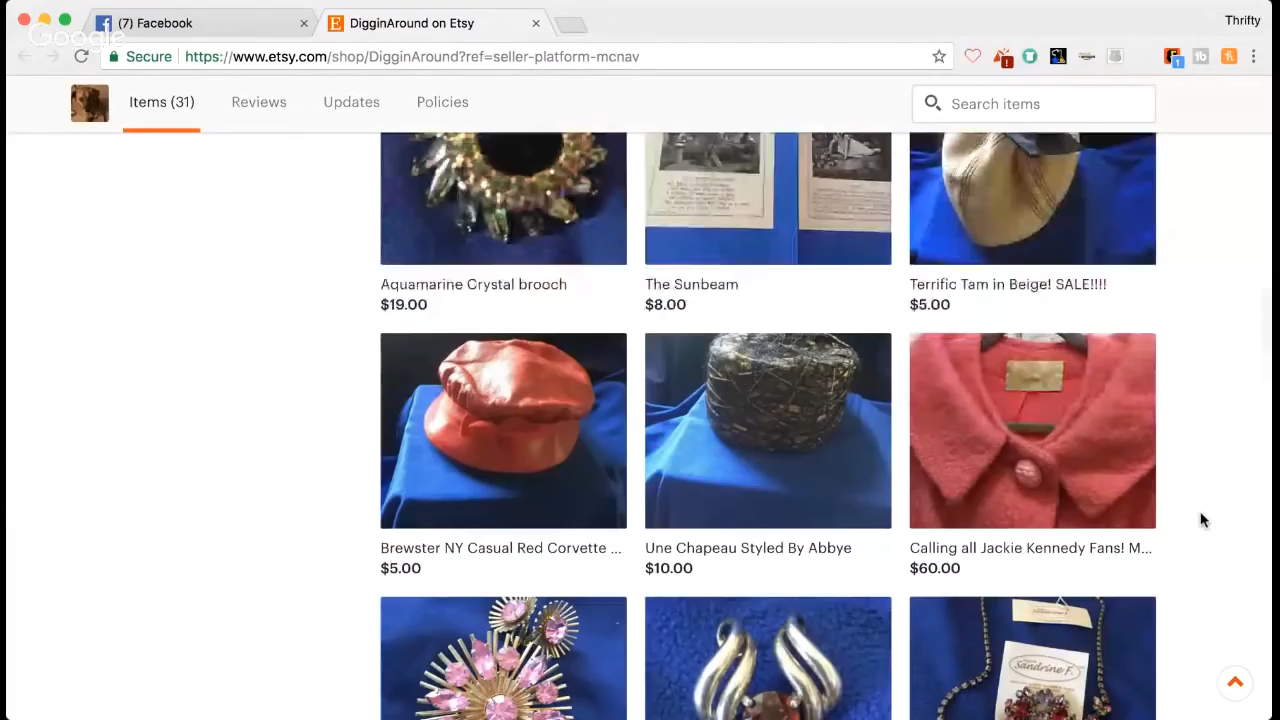 (7) Facebook
DigginAround on Etsy
Thrifty
Google
Secure
https://www.etsy.com/shop/DigginAround?ref=seller-platform-mcnav
Items (31)
Reviews
Updates
Policies
Search items
Aquamarine Crystal brooch
$19.00
The Sunbeam
$8.00
Terrific Tam in Beige! SALE!!!!
$5.00
Brewster NY Casual Red Corvette ...
$5.00
Une Chapeau Styled By Abbye
$10.00
Calling all Jackie Kennedy Fans! M...
$60.00
Sandrine F.